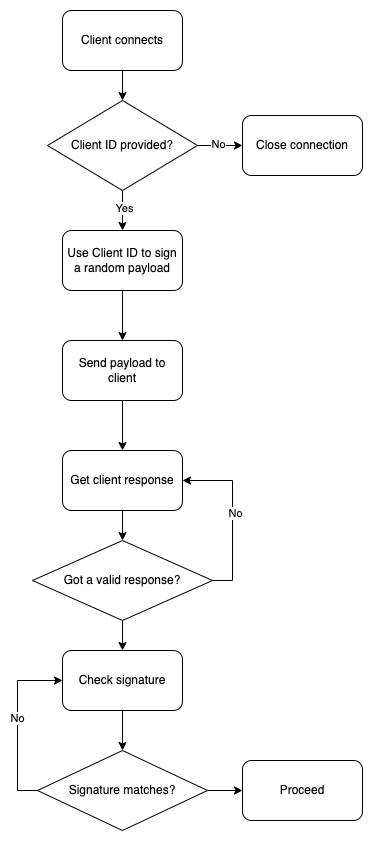 Client connects
Client ID provided?
No
Close connection
Yes
Use Client ID to sign
a random payload
Send payload to
client
Get client response
No
Got a valid response?
Check signature
No
Signature matches?
Proceed